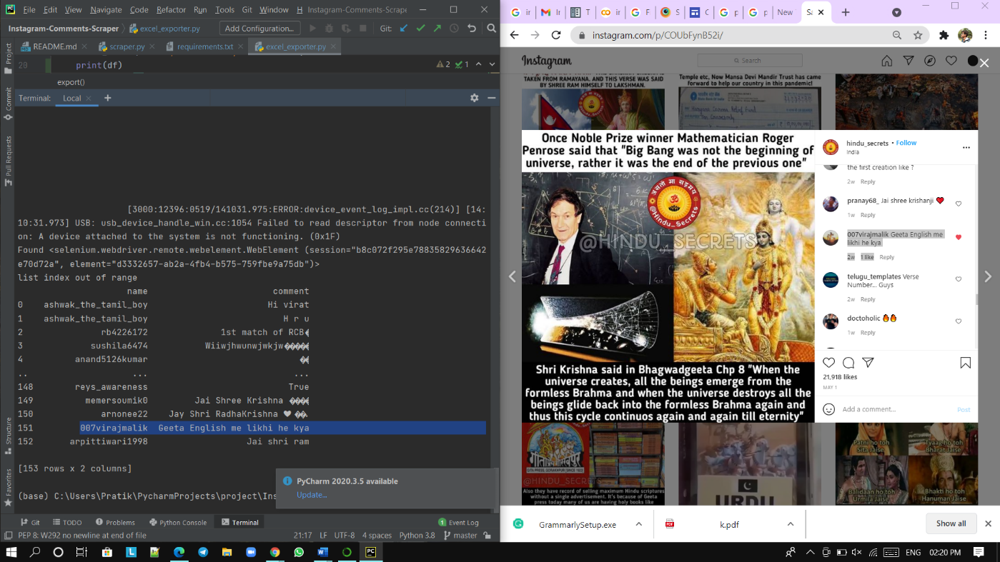 File Edit View Navigate Code Refactor Run Tools Git Window H Instagram-Comments-Scrape
Instagram-Comments-Scraper excel_exporter.py Add Configuration... Git:
README.md scraper.py requirements.txt excel_exporter.py
20 print(df) 2 1
export()
Terminal: Local
[3000:12396:0519/141031.975:ERROR:device_event_log_impl.cc(214)] [14:
10:31.973] USB: usb_device_handle_win.cc:1054 Failed to read descriptor from node connecti
on: A device attached to the system is not functioning. (0x1F)
Found <selenium.webdriver.remote.webelement.WebElement (session="b8c072f295e78835829636642
e70d72a", element="d3332657-ab2a-4fb4-b575-759fbe9a75db")>
list index out of range
name comment
0 ashwak_the_tamil_boy Hi virat
1 ashwak_the_tamil_boy H r u
2 rb4226172 1st match of RCB�
3 sushila6474 Wiiwjhwunwjwkjw�����
4 anand5126kumar ��
.. ... ...
148 reys_awareness True
149 memersoumik0 Jai Shree Krishna ����
150 arnonee22 Jay Shri RadhaKrishna ♥ ��.
151 007virajmalik Geeta English me likhi he kya
152 arpittiwari1998 Jai shri ram
[153 rows x 2 columns]
(base) C:\Users\Pratik\PycharmProjects\project\Ins
PyCharm 2020.3.5 available
Update...
Project
Commit
Pull Requests
Structure
Favorites
Git TODO Problems Python Console Terminal 1 Event Log
PEP 8: W292 no newline at end of file 21:17 LF UTF-8 4 spaces Python 3.8 master
New
instagram.com/p/COUbFynB52i/
Instagram
Search
TAKEN FROM RAMAYANA. AND THIS VERSE WAS SAID
BY SHREE RAM HIMSELF TO LAKSHMAN.
Temple etc, Now Mansa Devi Mandir Trust has came
forward to help our country in this pandemic!
Once Noble Prize winner Mathematician Roger
Penrose said that "Big Bang was not the beginning of
universe, rather it was the end of the previous one"
असतो मा सद्गमय
@Hindu_Secrets
@HINDU_SECRETS
Shri Krishna said in Bhagwadgeeta Chp 8 "When the
universe creates, all the beings emerge from the
formless Brahma and when the universe destroys all the
beings glide back into the formless Brahma again and
thus this cycle continuos again and again till eternity"
hindu_secrets • Follow
India
the first creation like ?
2w Reply
pranay68_ Jai shree krishanji ❤
1w Reply
007virajmalik Geeta English me
likhi he kya
2w 1 like Reply
telugu_templates Verse
Number... Guys
2w Reply
doctoholic 🔥🔥
1w Reply
21,918 likes
MAY 1
Add a comment... Post
GITA PRESS, GORAKHPUR (SINCE 1923)
@HINDU_SECRETS
Also they have record of selling maximum Hindu scriptures
without a single advertisement. It's because of Geeta
press today many of us are having holy books like
URDU
Patni ho toh
Sita Jaise
Tyaag ho toh
Bharat Jaise
Balidaan ho toh
Urmila Jaise
Bhakti ho toh
Hanuman Jaise
GrammarlySetup.exe k.pdf Show all
ENG 02:20 PM